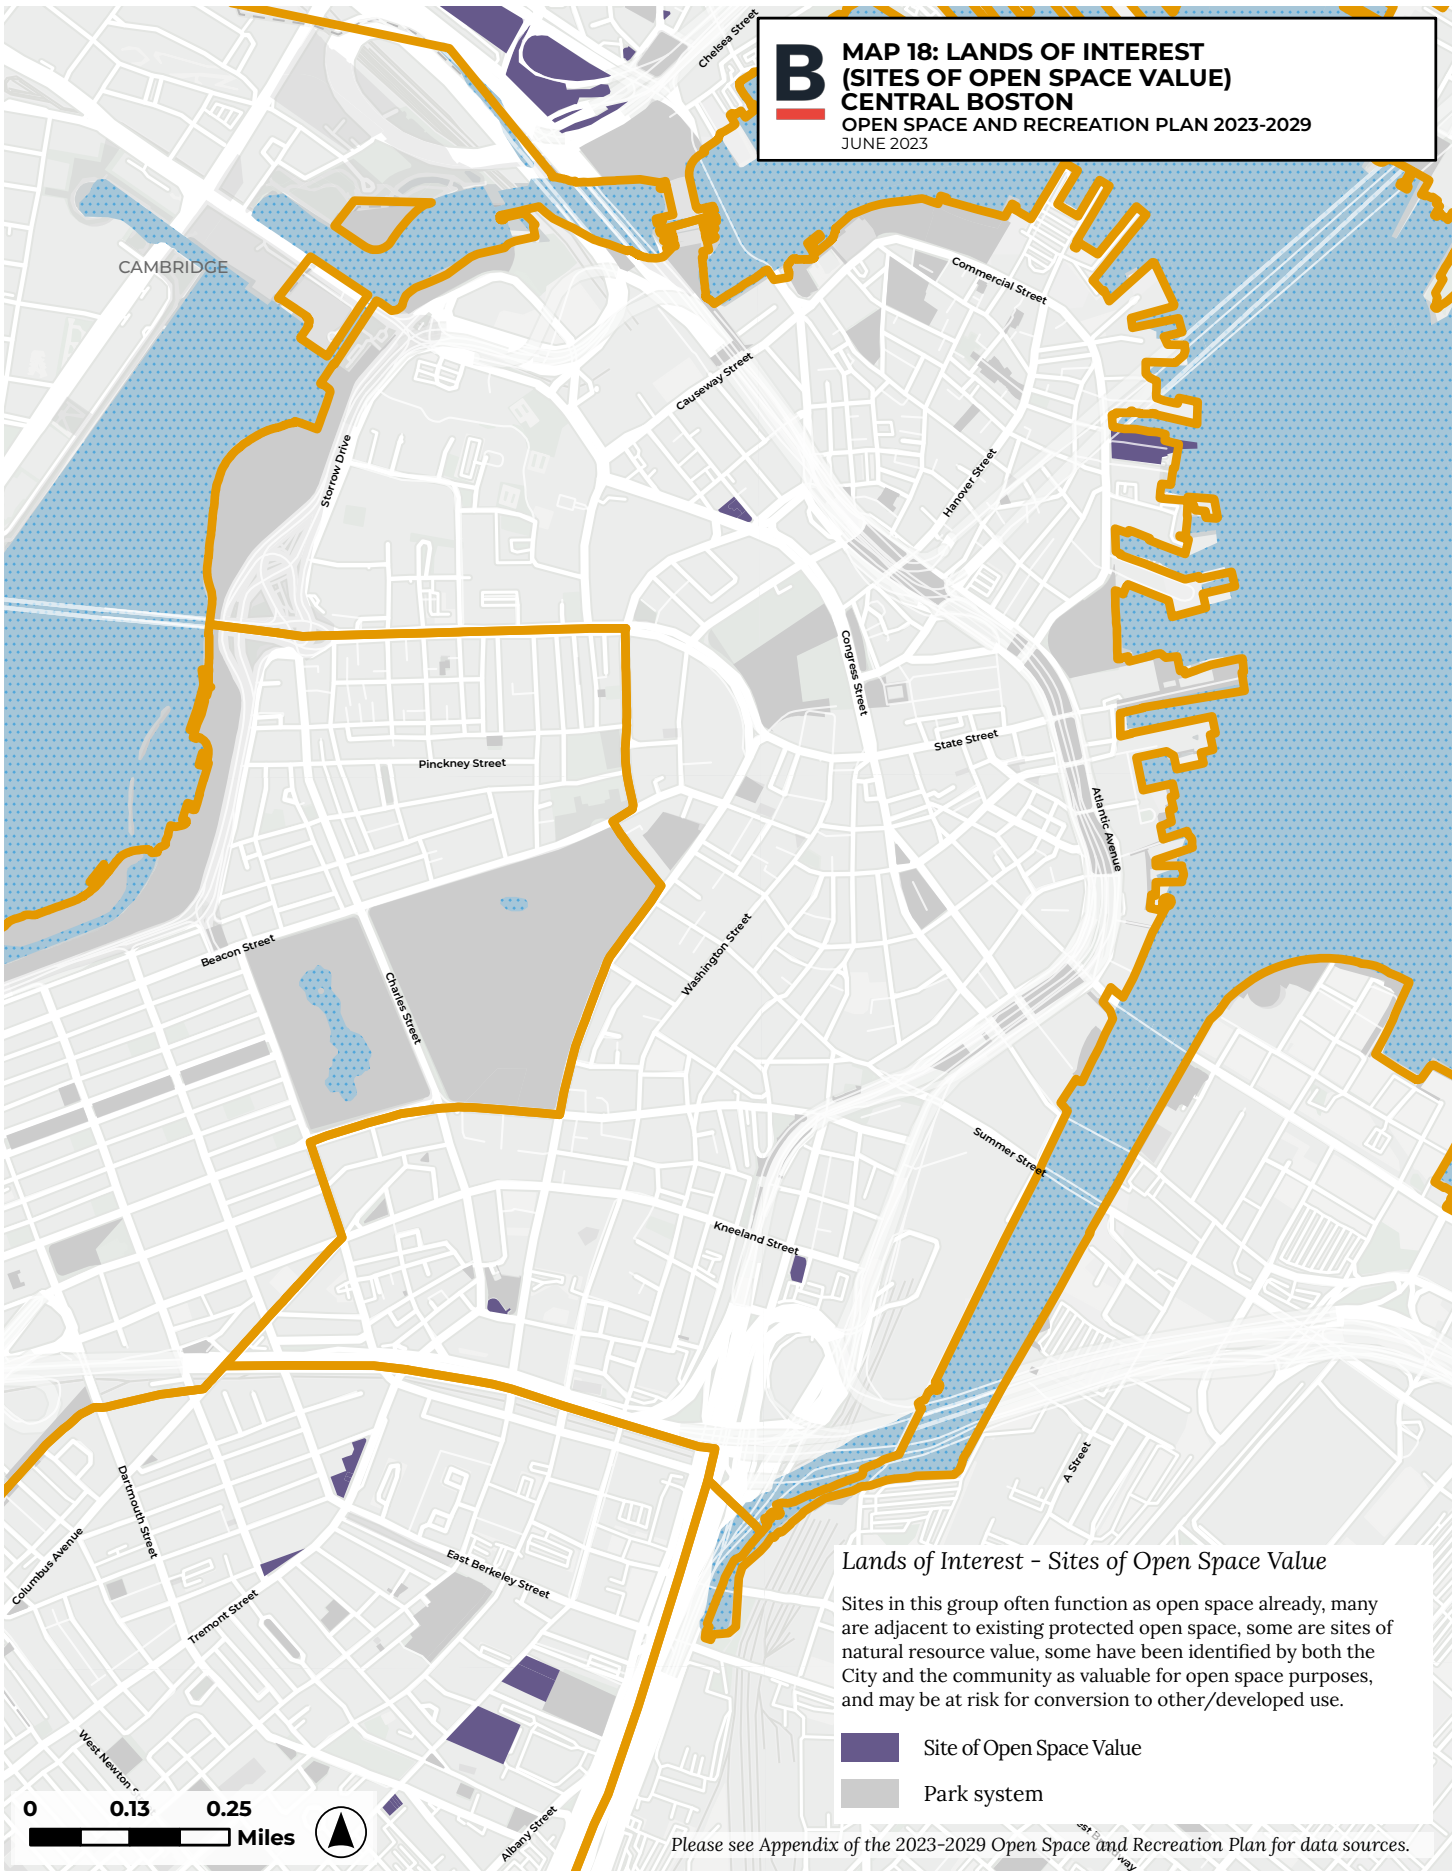 Chelsea Street
B
MAP 18: LANDS OF INTEREST
(SITES OF OPEN SPACE VALUE)
CENTRAL BOSTON
OPEN SPACE AND RECREATION PLAN 2023-2029
JUNE 2023
CAMBRIDGE
Commercial Street
Causeway Street
Storrow Drive
Hanover Street
Congress Street
State Street
Pinckney Street
Atlantic Avenue
Washington Street
Beacon Street
Charles Street
Summer Street
Kneeland Street
A Street
Dartmouth Street
Columbus Avenue
East Berkeley Street
Tremont Street
West Newton S
Albany Street
Lands of Interest - Sites of Open Space Value
Sites in this group often function as open space already, many
are adjacent to existing protected open space, some are sites of
natural resource value, some have been identified by both the
City and the community as valuable for open space purposes,
and may be at risk for conversion to other/developed use.
Site of Open Space Value
Park system
0 0.13 0.25
Miles
Please see Appendix of the 2023-2029 Open Space and Recreation Plan for data sources.